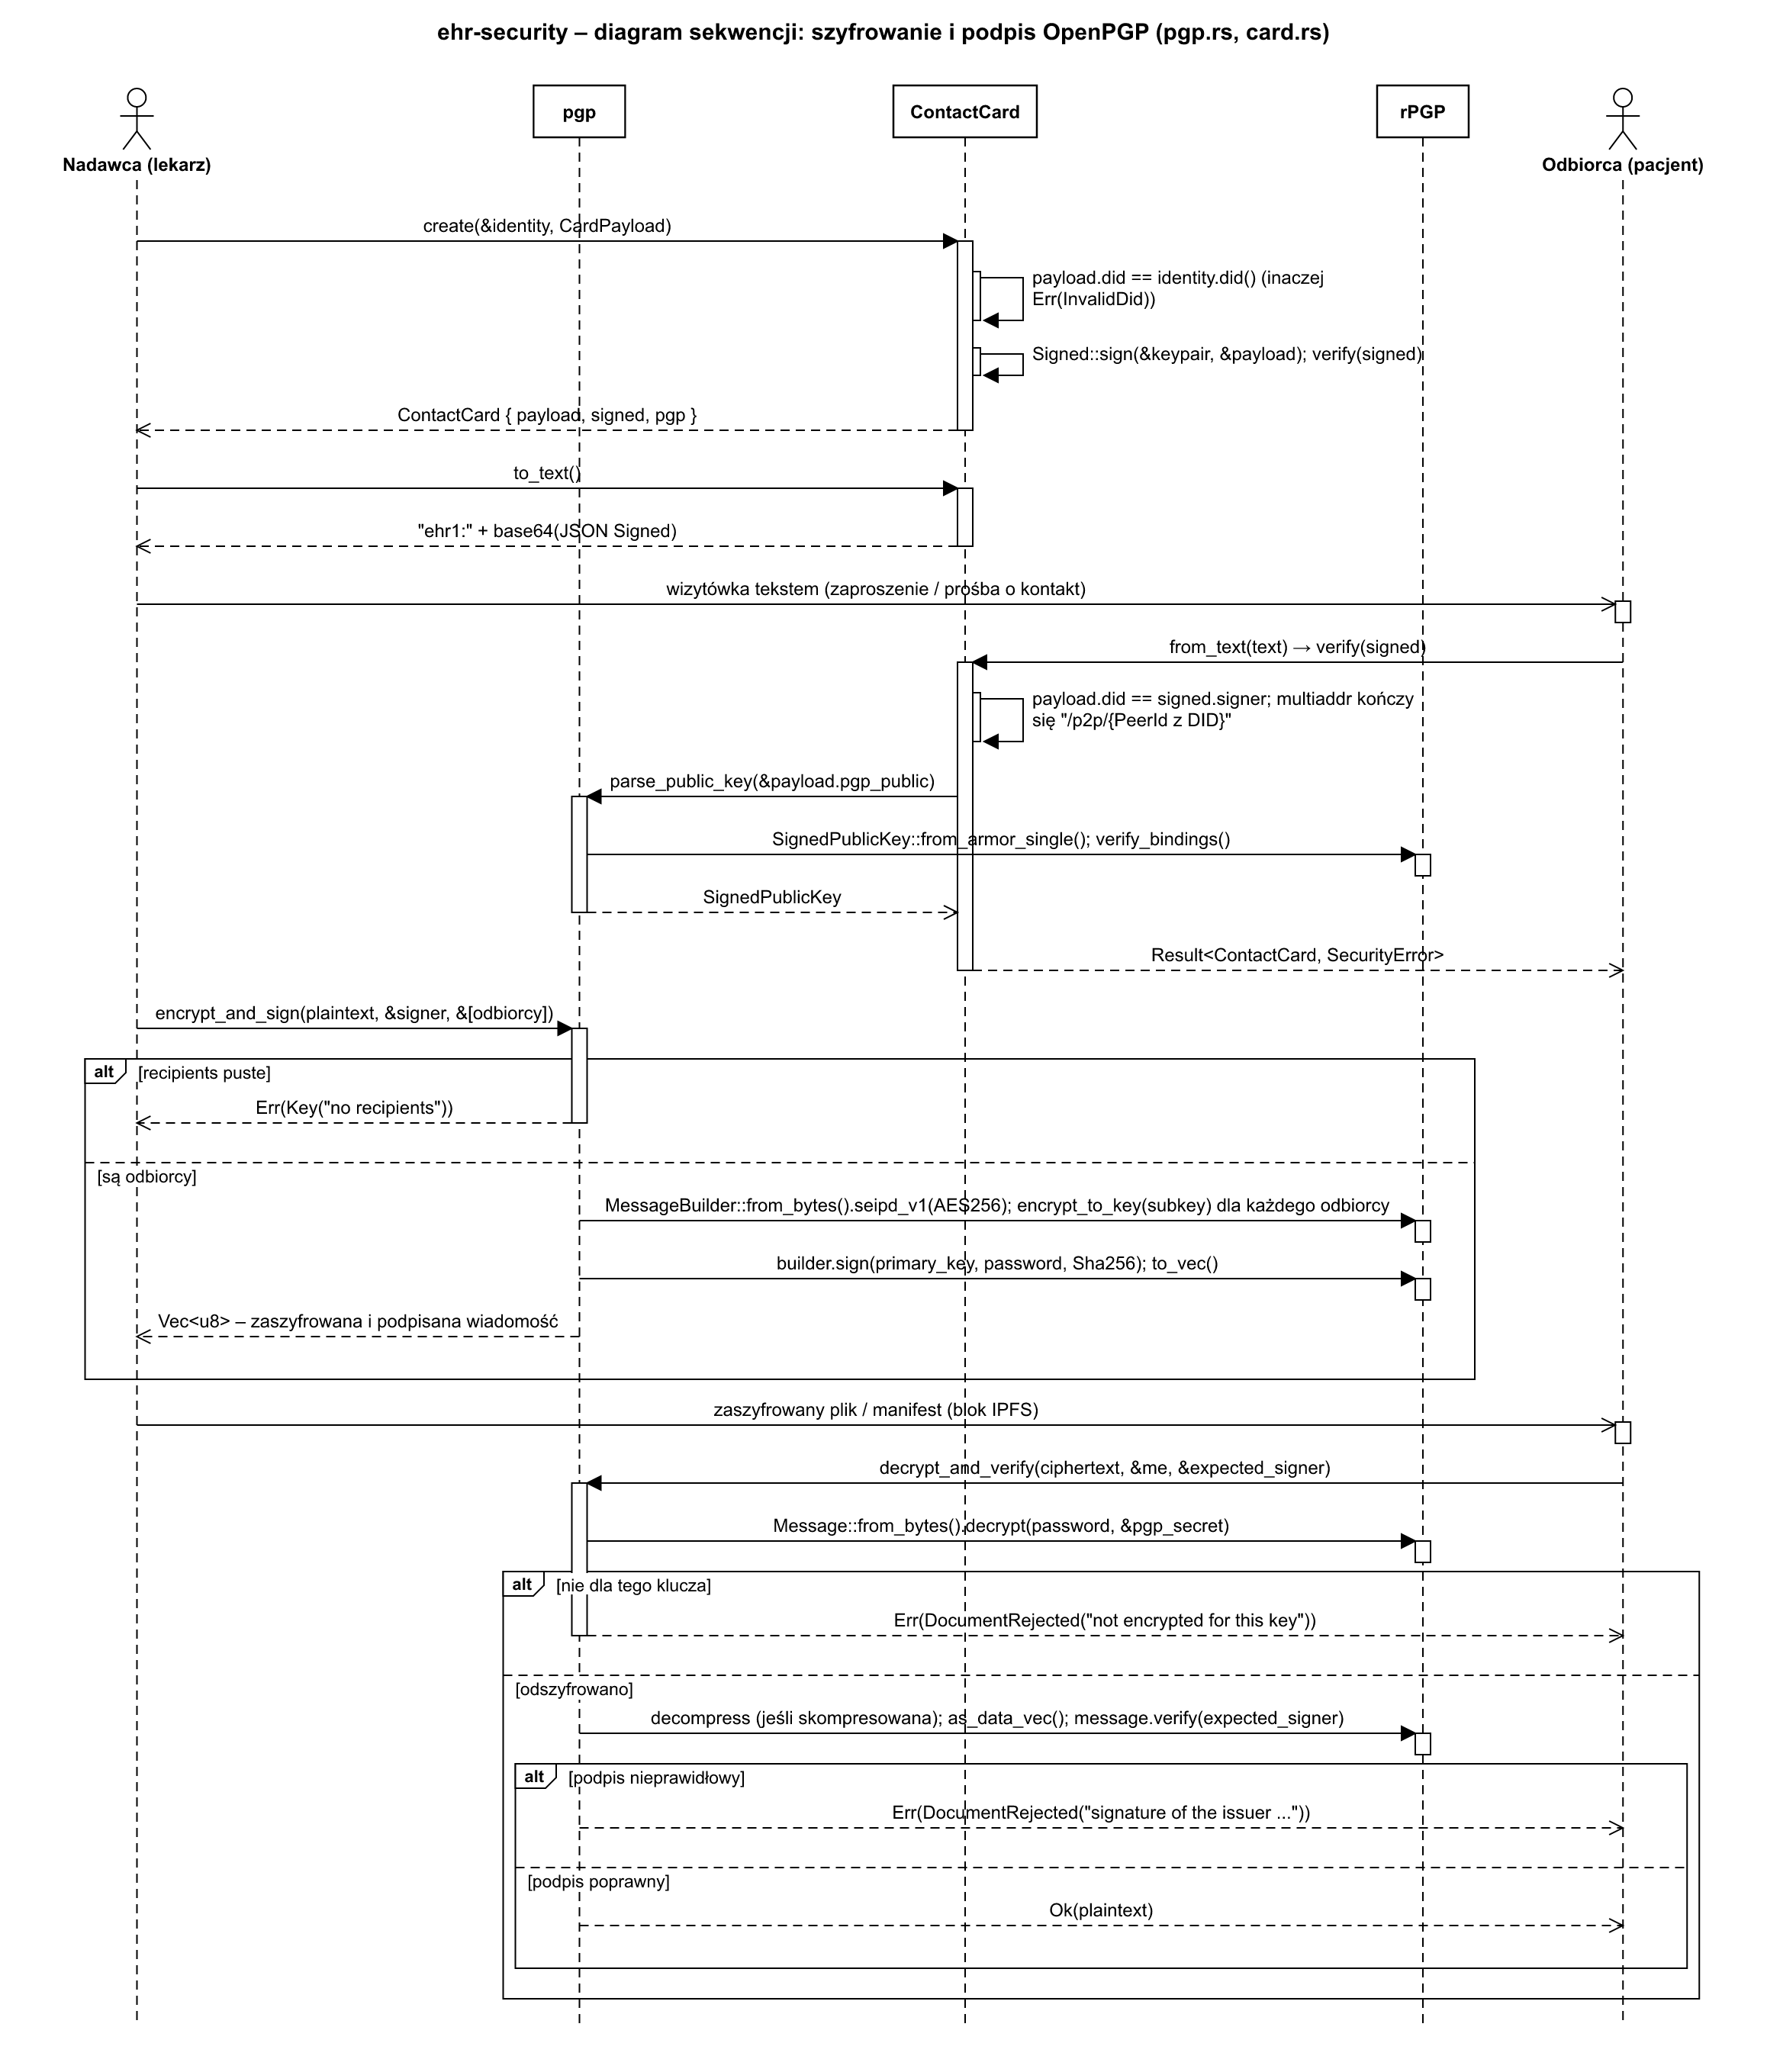 ehr-security – diagram sekwencji: szyfrowanie i podpis OpenPGP (pgp.rs, card.rs)
Nadawca (lekarz)
pgp
ContactCard
rPGP
Odbiorca (pacjent)
create(&identity, CardPayload)
payload.did == identity.did() (inaczej
Err(InvalidDid))
Signed::sign(&keypair, &payload); verify(signed)
ContactCard { payload, signed, pgp }
to_text()
"ehr1:" + base64(JSON Signed)
wizytówka tekstem (zaproszenie / prośba o kontakt)
from_text(text) → verify(signed)
payload.did == signed.signer; multiaddr kończy
się "/p2p/{PeerId z DID}"
parse_public_key(&payload.pgp_public)
SignedPublicKey::from_armor_single(); verify_bindings()
SignedPublicKey
Result<ContactCard, SecurityError>
encrypt_and_sign(plaintext, &signer, &[odbiorcy])
alt
[recipients puste]
Err(Key("no recipients"))
[są odbiorcy]
MessageBuilder::from_bytes().seipd_v1(AES256); encrypt_to_key(subkey) dla każdego odbiorcy
builder.sign(primary_key, password, Sha256); to_vec()
Vec<u8> – zaszyfrowana i podpisana wiadomość
zaszyfrowany plik / manifest (blok IPFS)
decrypt_and_verify(ciphertext, &me, &expected_signer)
Message::from_bytes().decrypt(password, &pgp_secret)
alt
[nie dla tego klucza]
Err(DocumentRejected("not encrypted for this key"))
[odszyfrowano]
decompress (jeśli skompresowana); as_data_vec(); message.verify(expected_signer)
alt
[podpis nieprawidłowy]
Err(DocumentRejected("signature of the issuer ..."))
[podpis poprawny]
Ok(plaintext)